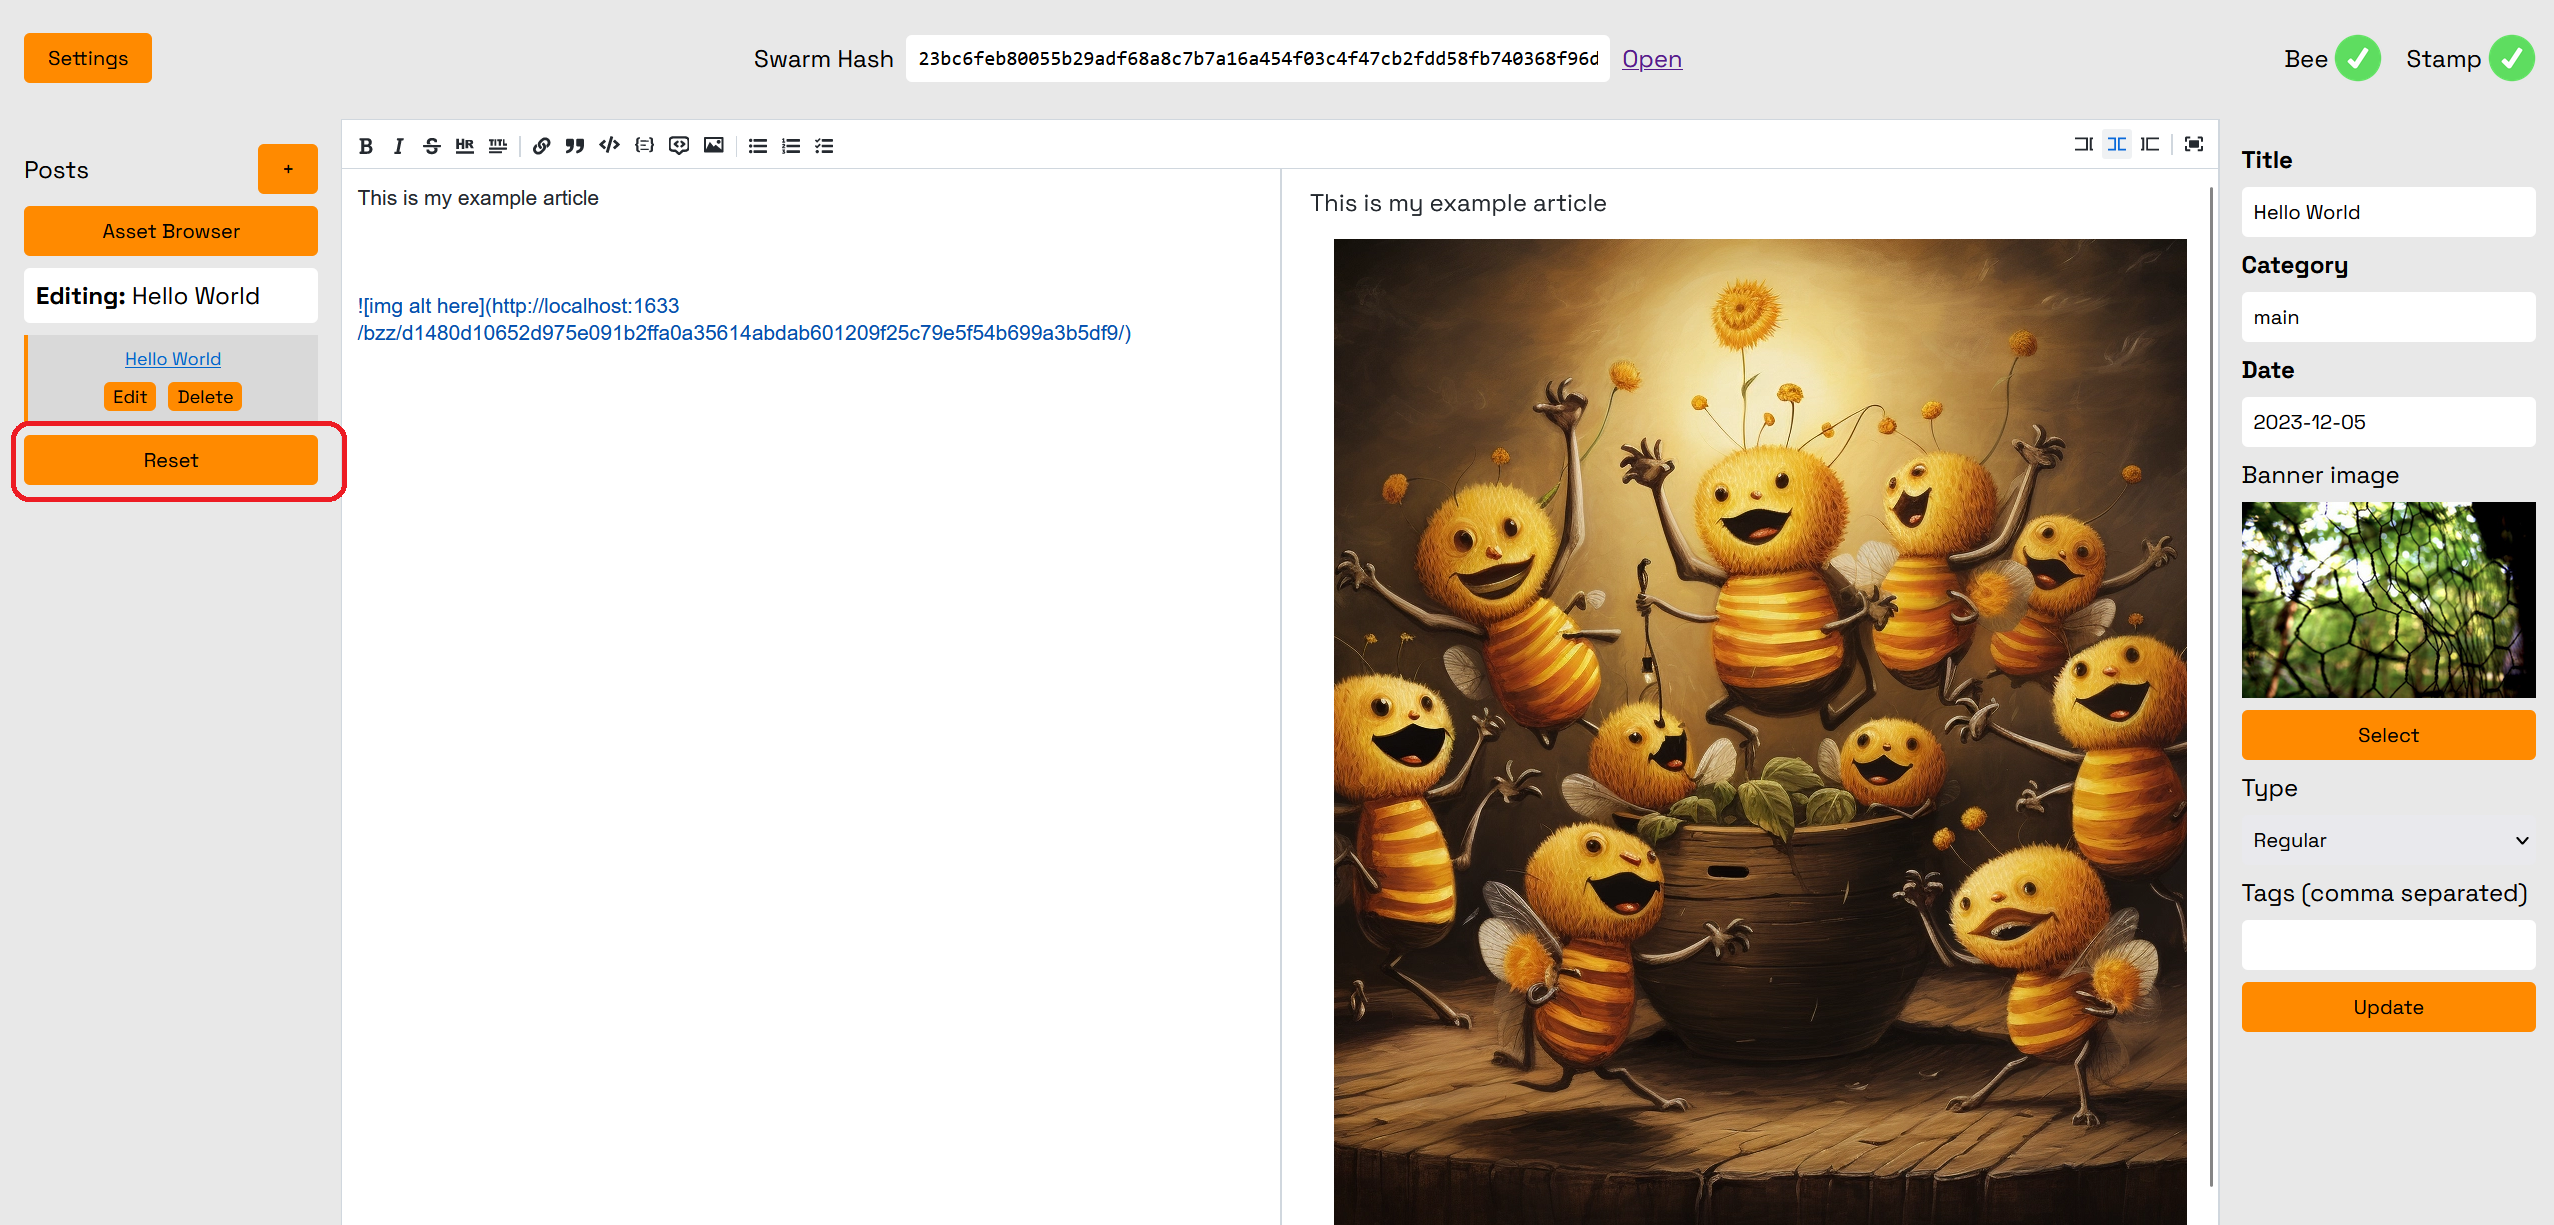 Settings
Swarm Hash 23bc6feb80055b29adf68a8c7b7a16a454f03c4f47cb2fdd58fb740368f96d Open
Bee
Stamp
Posts
+
Asset Browser
Editing: Hello World
Hello World
Edit Delete
Reset
This is my example article
![img alt here](http://localhost:1633
/bzz/d1480d10652d975e091b2ffa0a35614abdab601209f25c79e5f54b699a3b5df9/)
This is my example article
Title
Hello World
Category
main
Date
2023-12-05
Banner image
Select
Type
Regular
Tags (comma separated)
Update